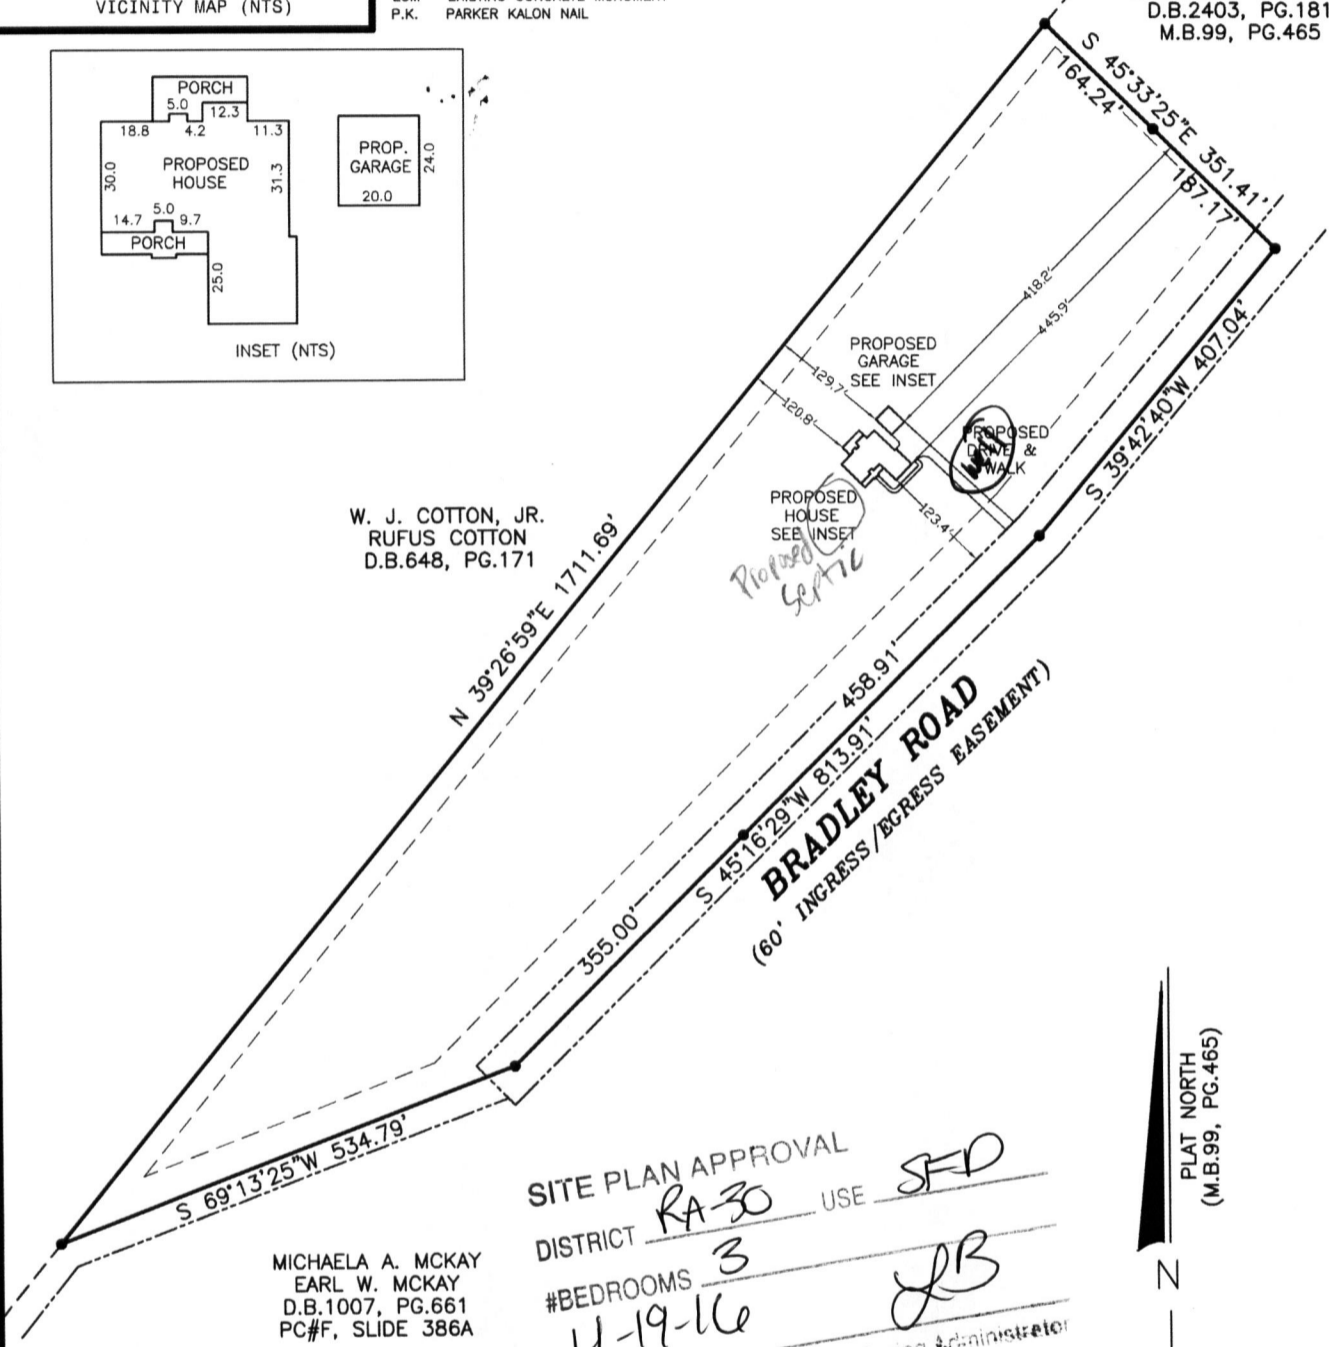 VICINITY MAP (NTS)
P.K. PARKER KALON NAIL
D.B.2403, PG.181
M.B.99, PG.465
PORCH
5.0
12.3
18.8
4.2
11.3
PROPOSED
HOUSE
30.0
31.3
14.7
5.0
9.7
PORCH
25.0
PROP.
GARAGE
24.0
20.0
INSET (NTS)
S 45°33'25"E 351.41'
164.24'
187.17'
418.2'
445.9'
S 39°42'40"W 407.04'
PROPOSED
GARAGE
SEE INSET
129.7'
120.8'
PROPOSED
DRIVE &
WALK
PROPOSED
HOUSE
SEE INSET
123.4'
Proposed
Septic
W. J. COTTON, JR.
RUFUS COTTON
D.B.648, PG.171
N 39°26'59"E 1711.69'
458.91'
S 45°16'29"W 813.91'
BRADLEY ROAD
(60' INGRESS/EGRESS EASEMENT)
355.00'
S 69°13'25"W 534.79'
PLAT NORTH
(M.B.99, PG.465)
N
MICHAELA A. MCKAY
EARL W. MCKAY
D.B.1007, PG.661
PC#F, SLIDE 386A
SITE PLAN APPROVAL
DISTRICT RA-30 USE SFD
#BEDROOMS 3
LB
Administrator